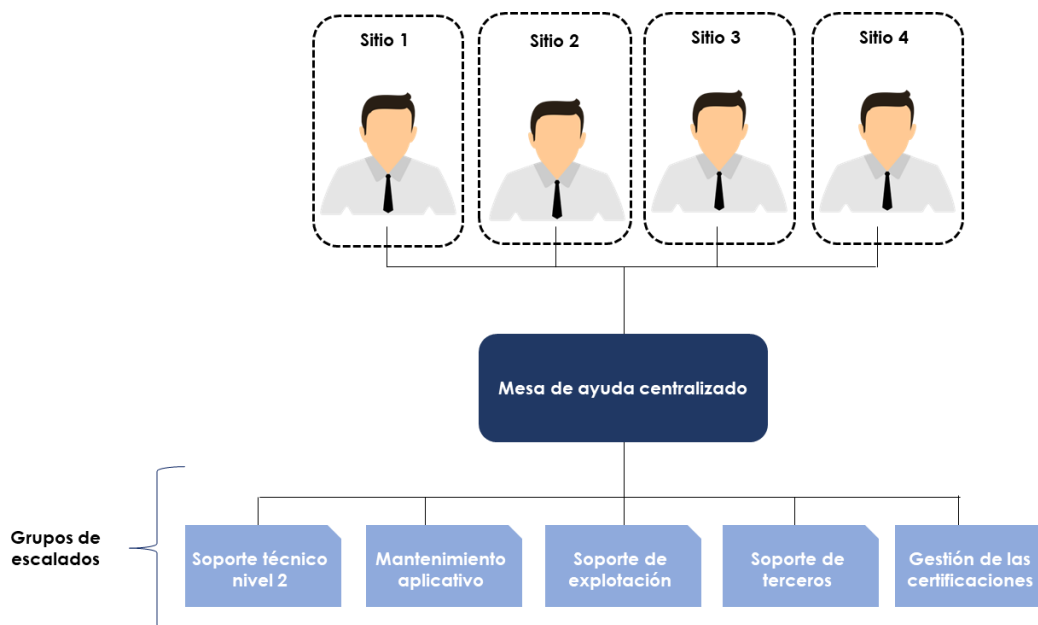 Sitio 1
Sitio 2
Sitio 3
Sitio 4
Mesa de ayuda centralizado
Grupos de
escalados
Soporte técnico
nivel 2
Mantenimiento
aplicativo
Soporte de
explotación
Soporte de
terceros
Gestión de las
certificaciones